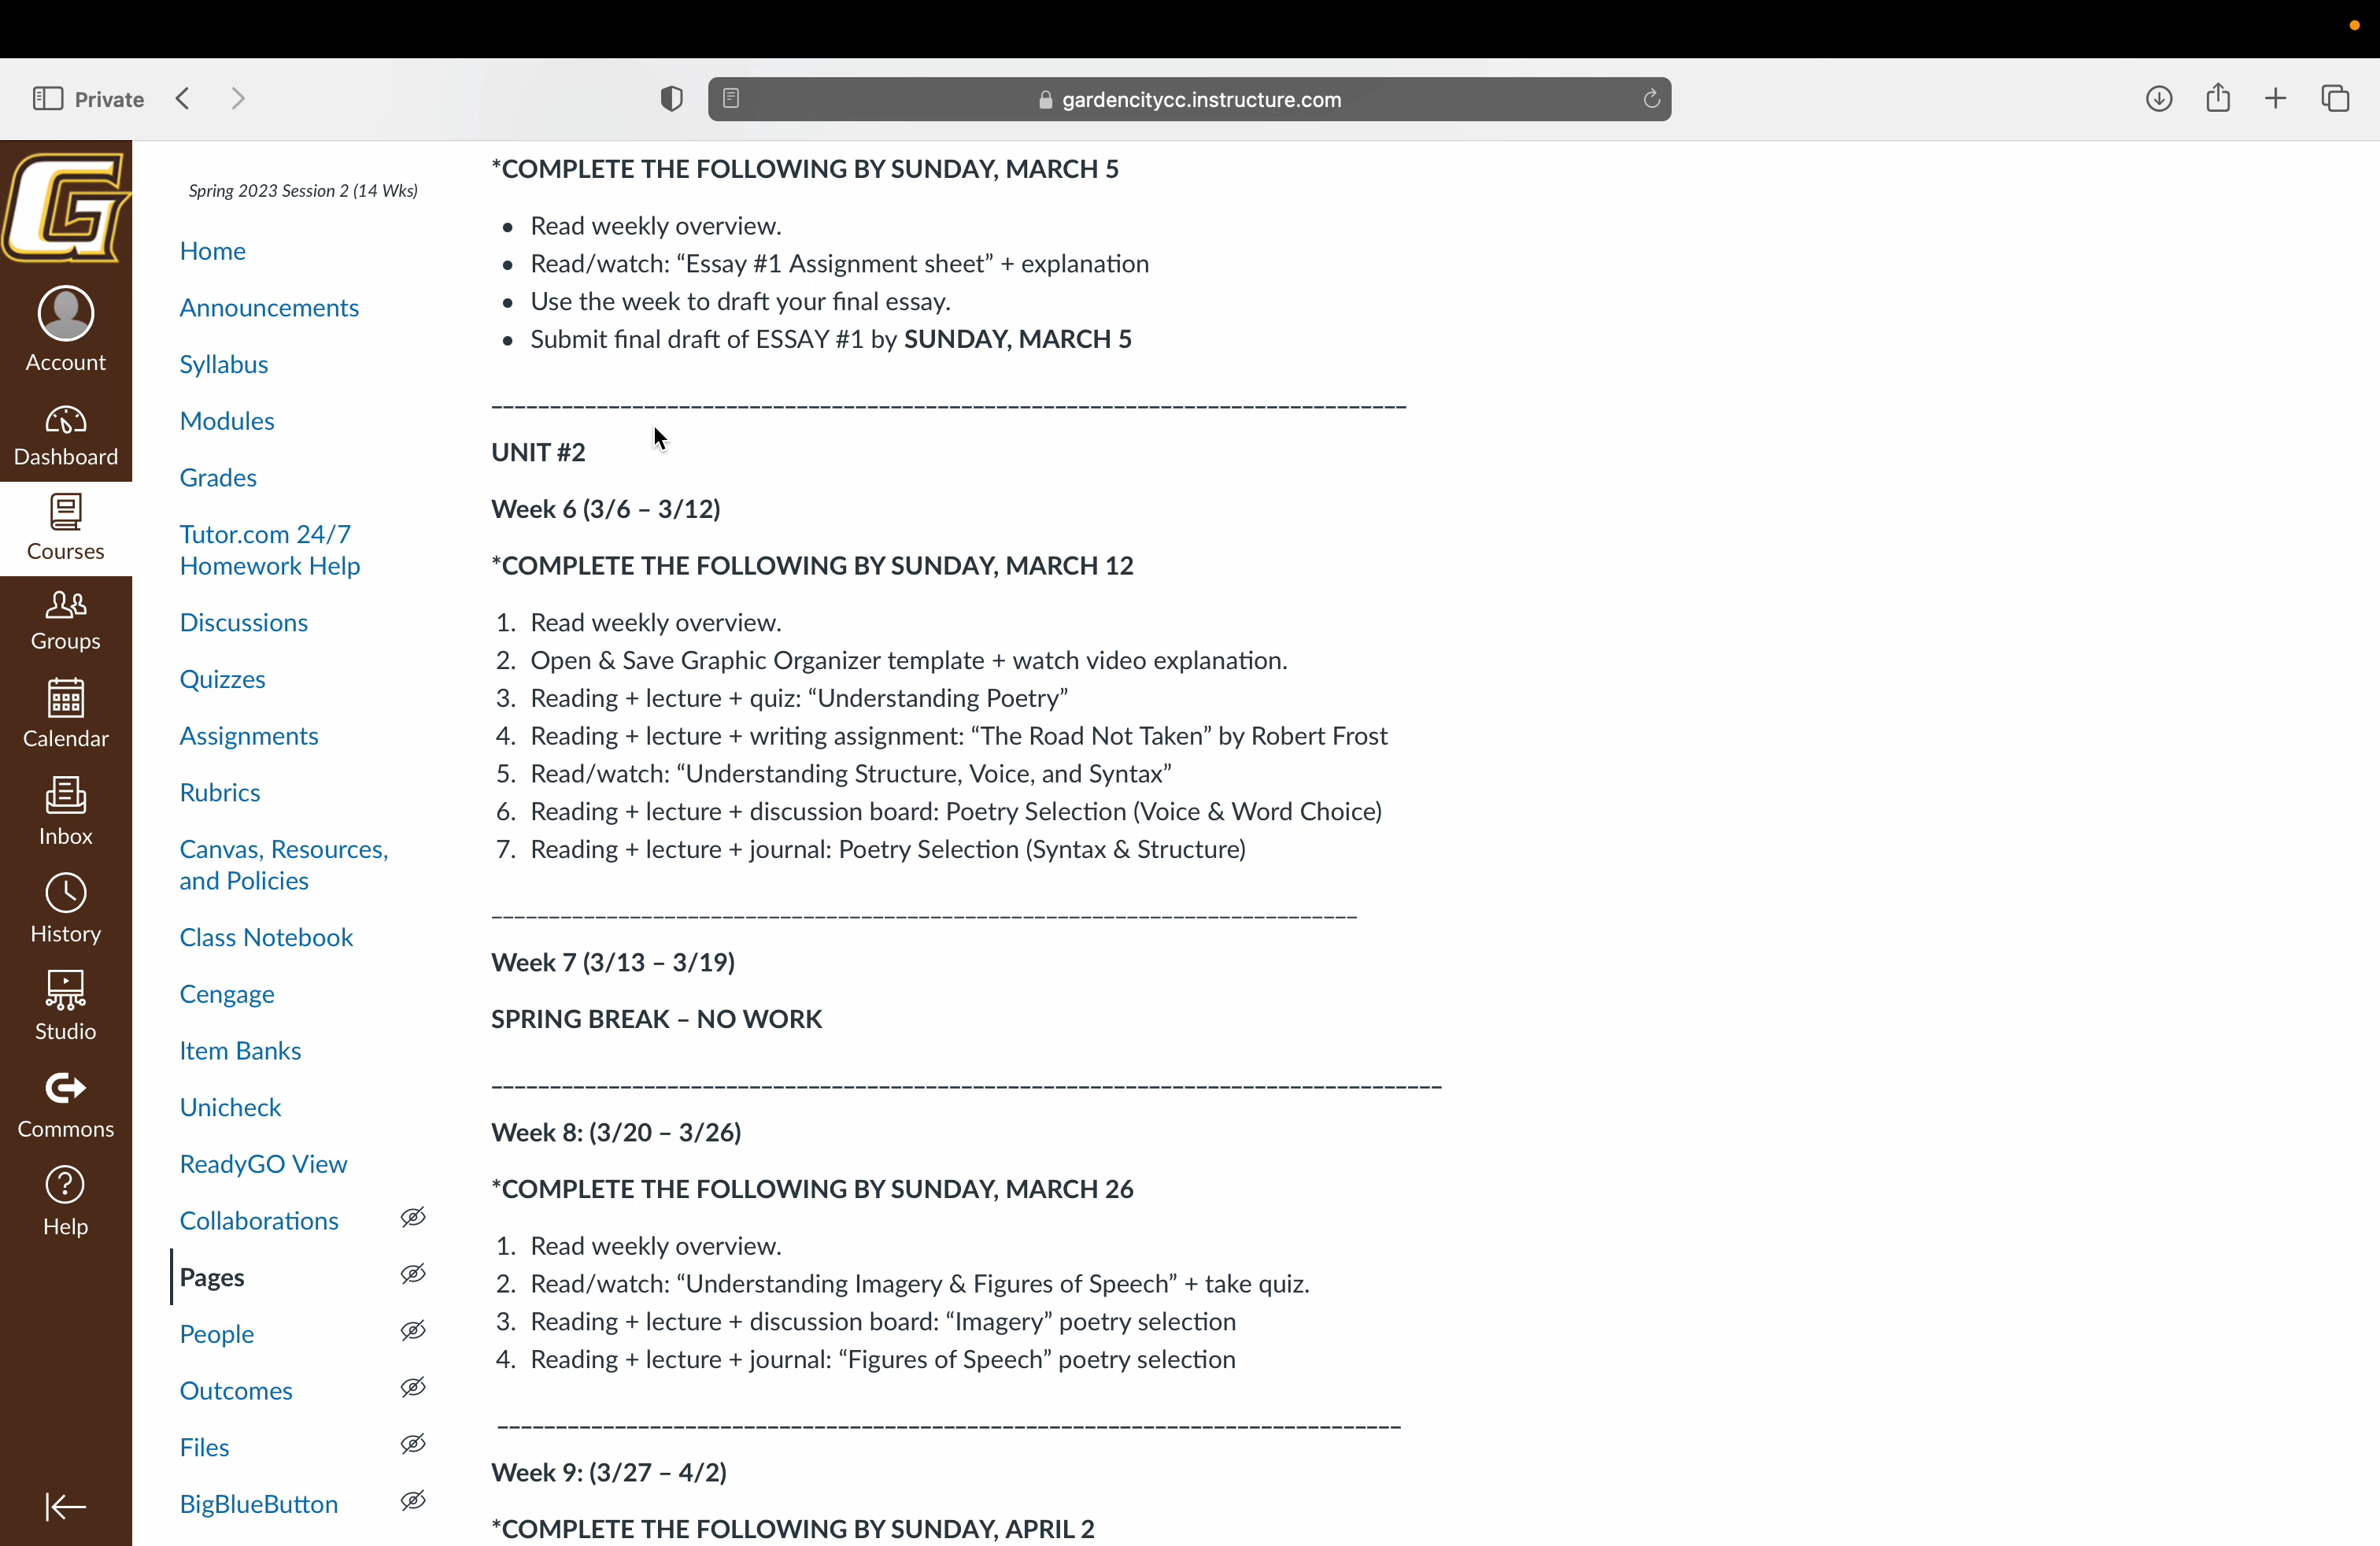 Private
gardencitycc.instructure.com
G
Account
Dashboard
Courses
Groups
Calendar
Inbox
History
Studio
Commons
Help
Spring 2023 Session 2 (14 Wks)
Home
Announcements
Syllabus
Modules
Grades
Tutor.com 24/7
Homework Help
Discussions
Quizzes
Assignments
Rubrics
Canvas, Resources,
and Policies
Class Notebook
Cengage
Item Banks
Unicheck
ReadyGO View
Collaborations
Pages
People
Outcomes
Files
BigBlueButton
*COMPLETE THE FOLLOWING BY SUNDAY, MARCH 5
• Read weekly overview.
• Read/watch: “Essay #1 Assignment sheet” + explanation
• Use the week to draft your final essay.
• Submit final draft of ESSAY #1 by SUNDAY, MARCH 5
UNIT #2
Week 6 (3/6 – 3/12)
*COMPLETE THE FOLLOWING BY SUNDAY, MARCH 12
1. Read weekly overview.
2. Open & Save Graphic Organizer template + watch video explanation.
3. Reading + lecture + quiz: “Understanding Poetry”
4. Reading + lecture + writing assignment: “The Road Not Taken” by Robert Frost
5. Read/watch: “Understanding Structure, Voice, and Syntax”
6. Reading + lecture + discussion board: Poetry Selection (Voice & Word Choice)
7. Reading + lecture + journal: Poetry Selection (Syntax & Structure)
Week 7 (3/13 – 3/19)
SPRING BREAK – NO WORK
Week 8: (3/20 – 3/26)
*COMPLETE THE FOLLOWING BY SUNDAY, MARCH 26
1. Read weekly overview.
2. Read/watch: “Understanding Imagery & Figures of Speech” + take quiz.
3. Reading + lecture + discussion board: “Imagery” poetry selection
4. Reading + lecture + journal: “Figures of Speech” poetry selection
Week 9: (3/27 – 4/2)
*COMPLETE THE FOLLOWING BY SUNDAY, APRIL 2